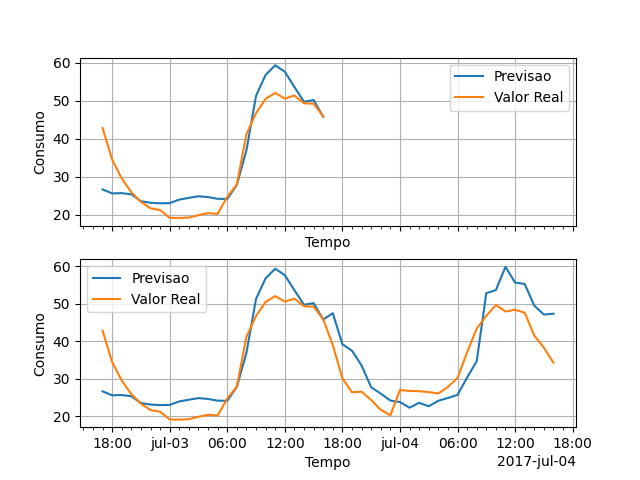 60
50
40
30
20
Consumo
Previsao
Valor Real
Tempo
60
50
40
30
20
Consumo
Previsao
Valor Real
18:00 jul-03 06:00 12:00 18:00 jul-04 06:00 12:00 18:00
Tempo
2017-jul-04